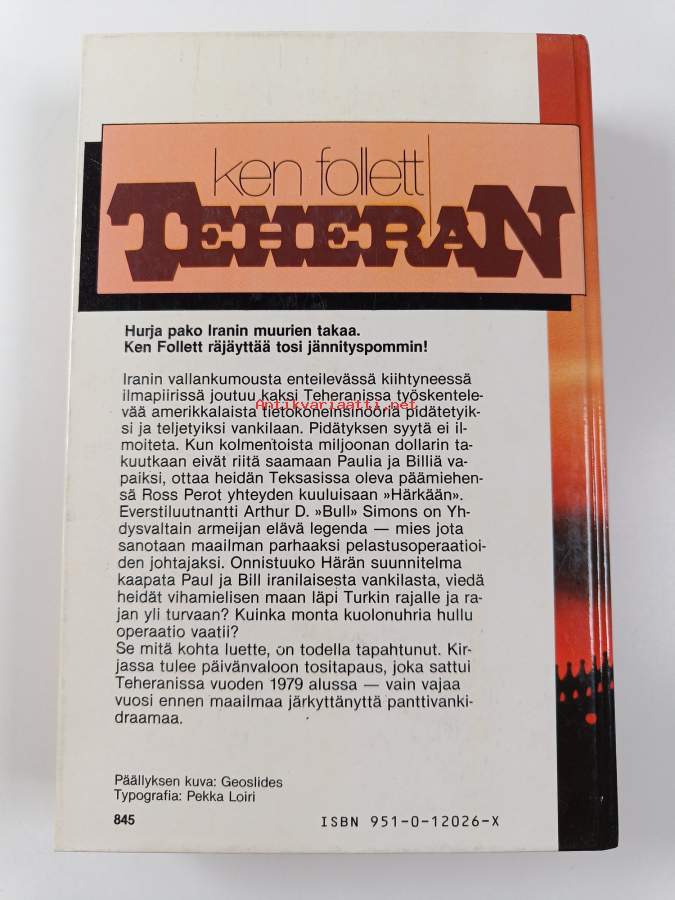 ken follett
TEHERAN
Hurja pako Iranin muurien takaa.
Ken Follett räjäyttää tosi jännityspommin!
Iranin vallankumousta enteilevässä kiihtyneessä
ilmapiirissä joutuu kaksi Teheranissa työskentele-
vää amerikkalaista tietokoneinsinööriä pidätetyik-
Antikvariaatti.net
si ja teljetyiksi vankilaan. Pidätyksen syytä ei il-
moiteta. Kun kolmentoista miljoonan dollarin ta-
kuutkaan eivät riitä saamaan Paulia ja Billiä va-
paiksi, ottaa heidän Teksasissa oleva päämiehen-
sä Ross Perot yhteyden kuuluisaan »Härkään».
Everstiluutnantti Arthur D. »Bull» Simons on Yh-
dysvaltain armeijan elävä legenda — mies jota
sanotaan maailman parhaaksi pelastusoperaatioi-
den johtajaksi. Onnistuuko Härän suunnitelma
kaapata Paul ja Bill iranilaisesta vankilasta, viedä
heidät vihamielisen maan läpi Turkin rajalle ja ra-
jan yli turvaan? Kuinka monta kuolonuhria hullu
operaatio vaatii?
Se mitä kohta luette, on todella tapahtunut. Kir-
jassa tulee päivänvaloon tositapaus, joka sattui
Teheranissa vuoden 1979 alussa — vain vajaa
vuosi ennen maailmaa järkyttänyttä panttivanki-
draamaa.
Päällyksen kuva: Geoslides
Typografia: Pekka Loiri
845
ISBN 951-0-12026-X